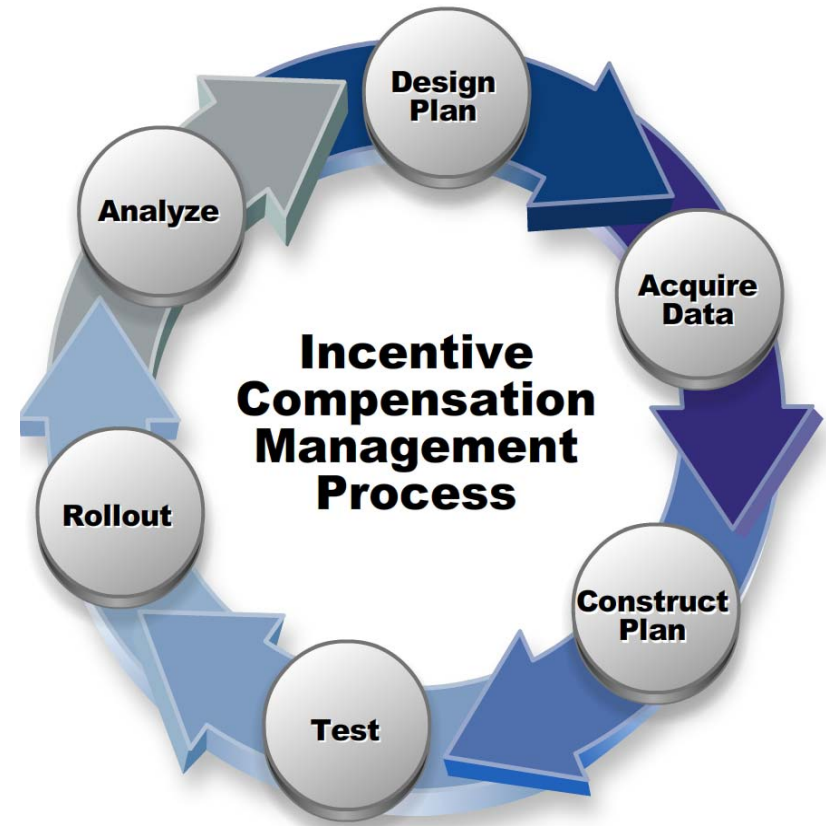 Design
Plan
Acquire
Data
Construct
Plan
Test
Rollout
Analyze
Incentive
Compensation
Management
Process